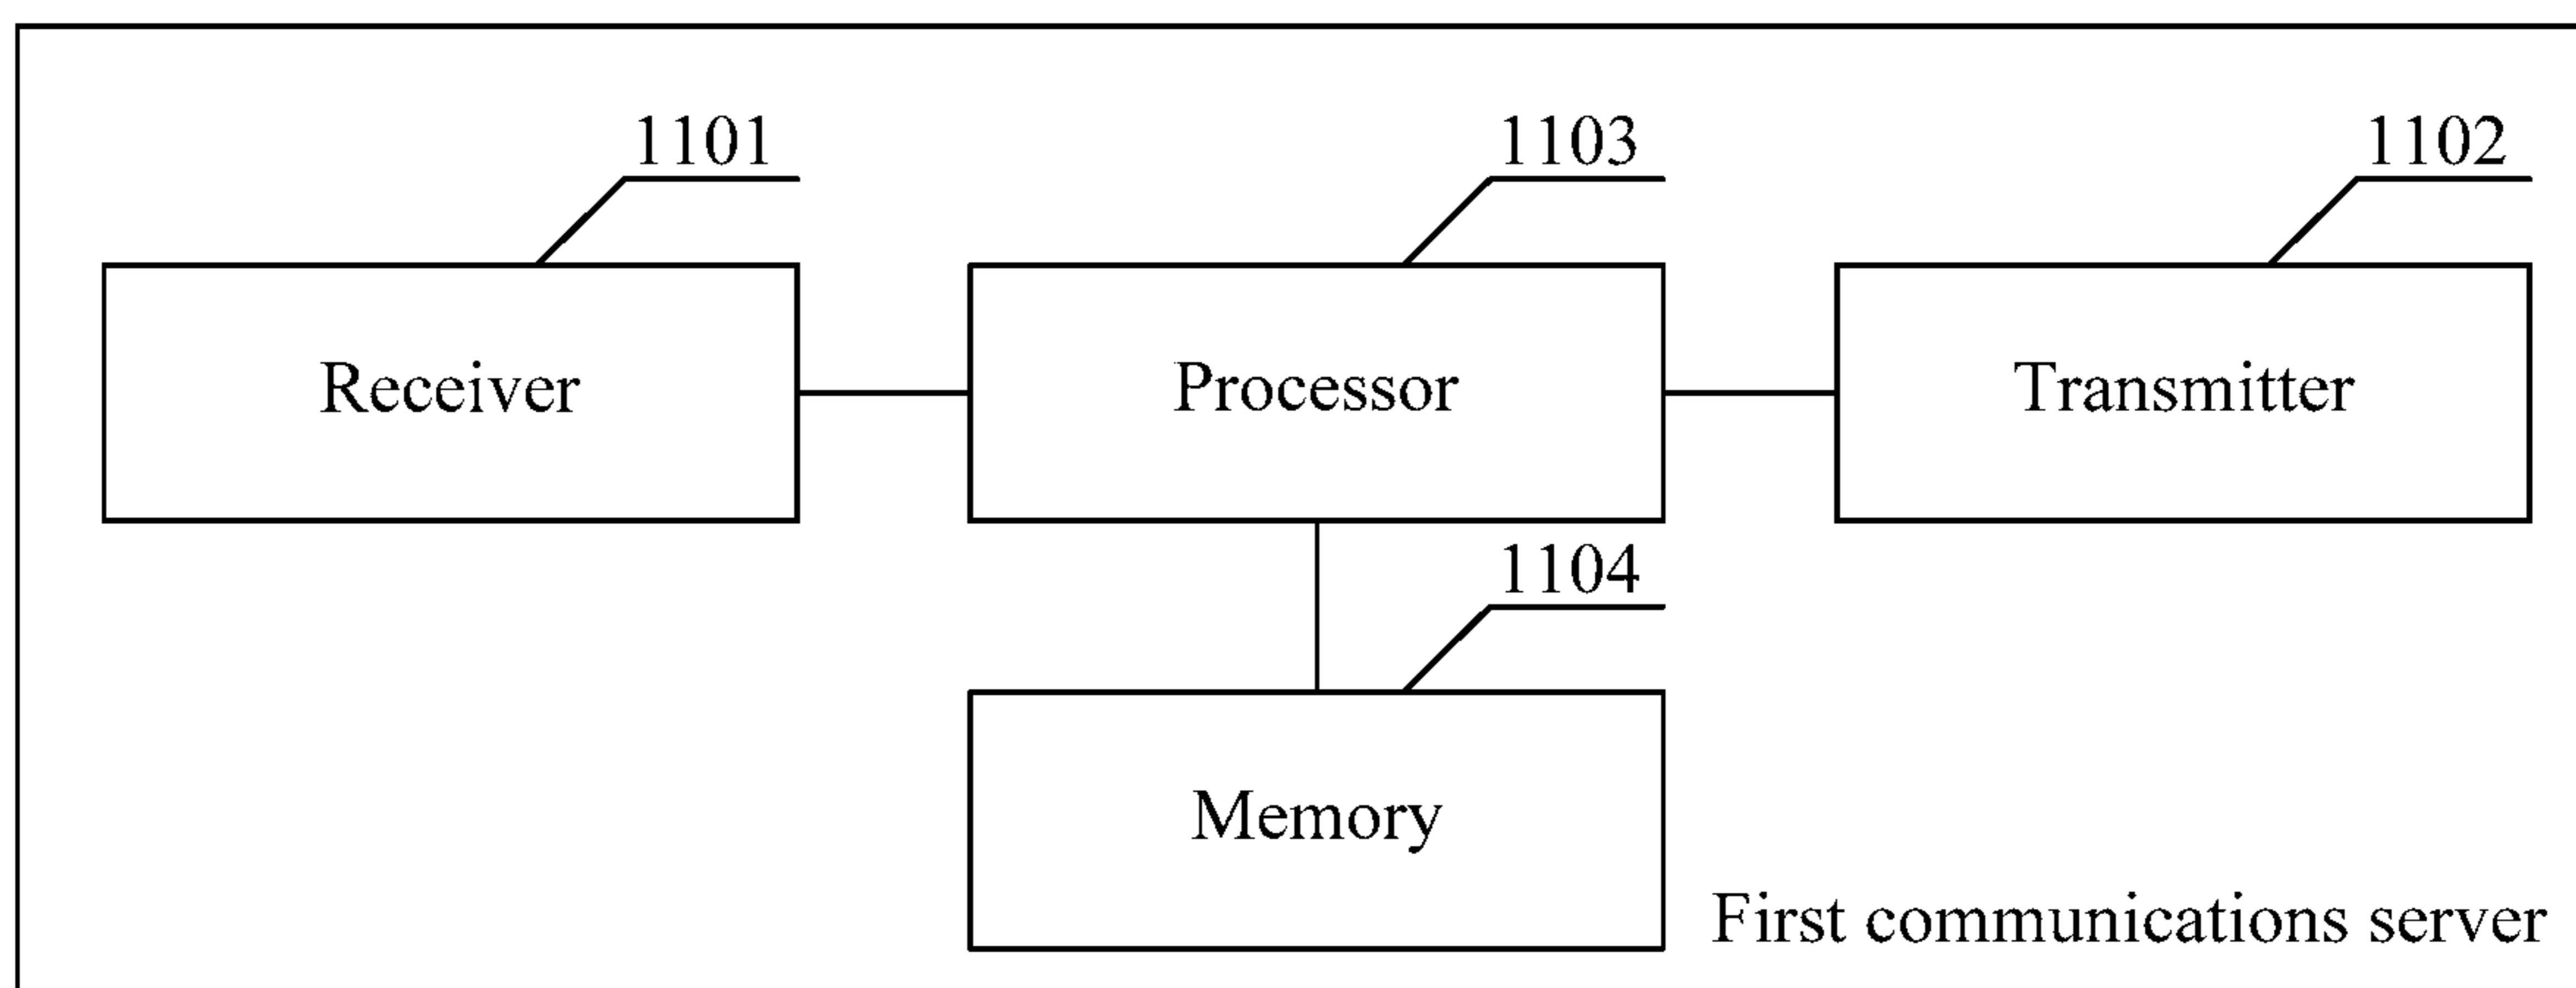 1101 1103 1102
Receiver Processor Transmitter
1104
Memory
First communications server